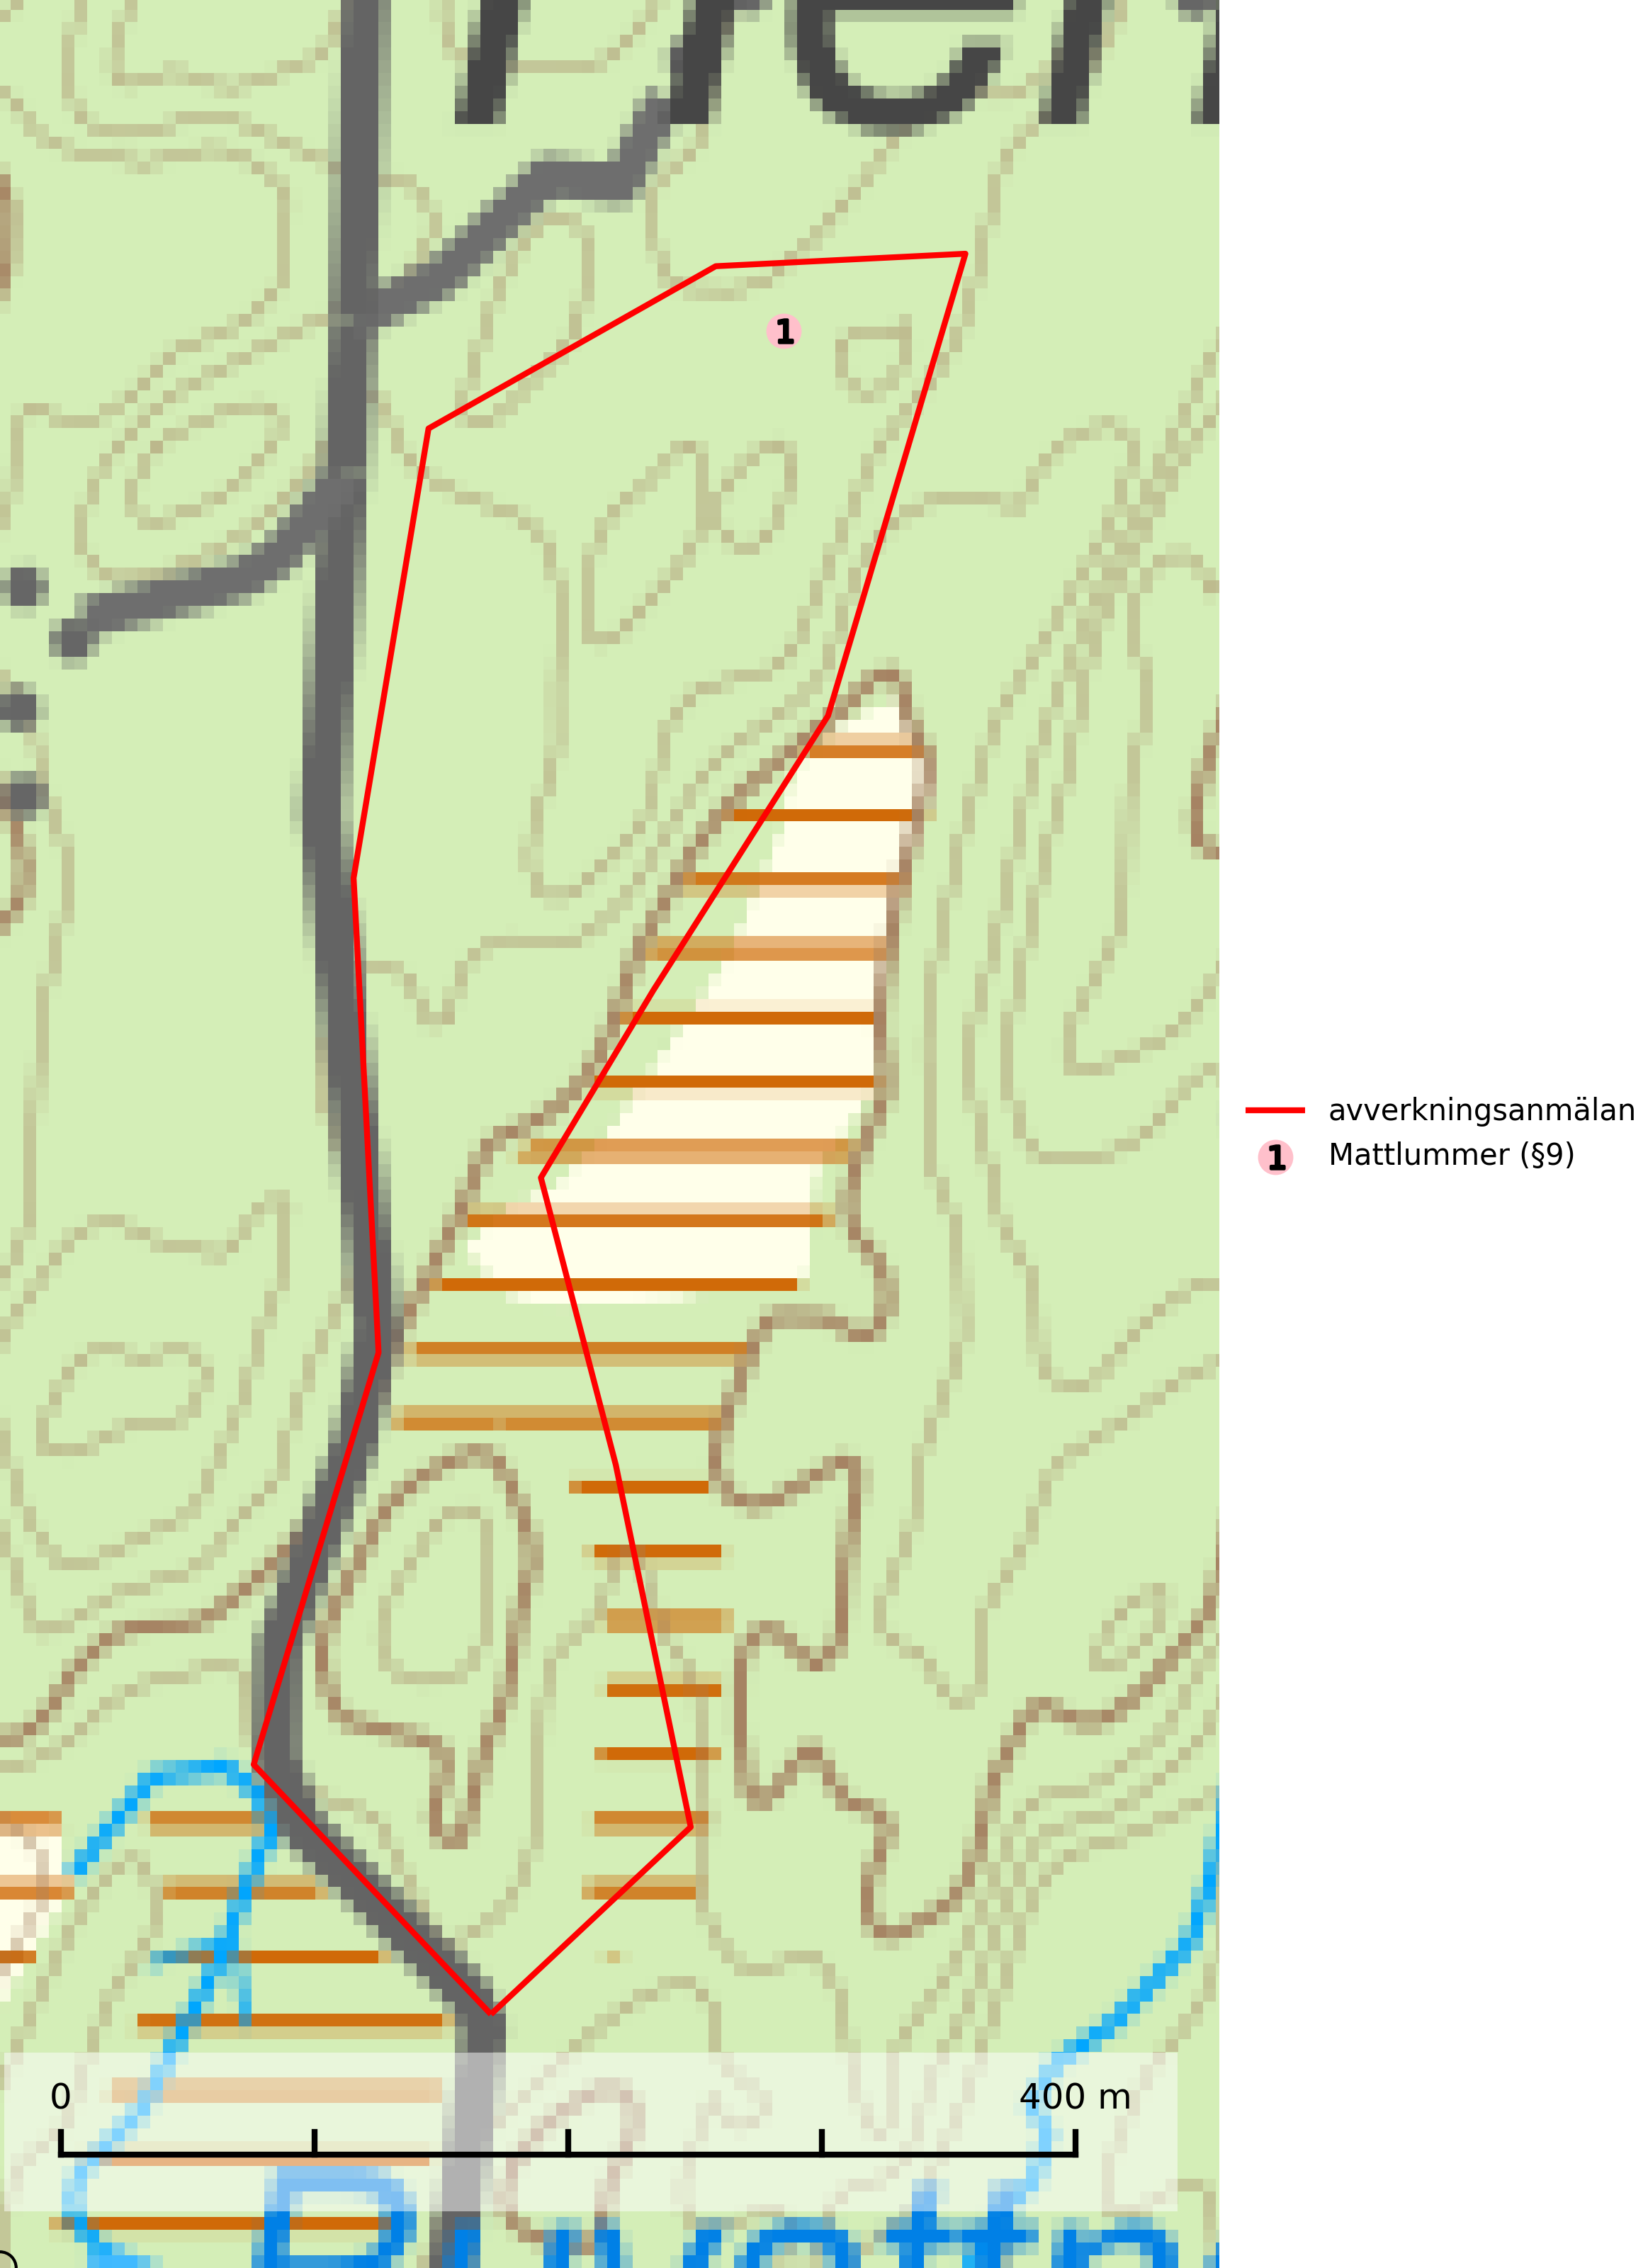 1
avverkningsanmälan
1 Mattlummer (§9)
0 400 m